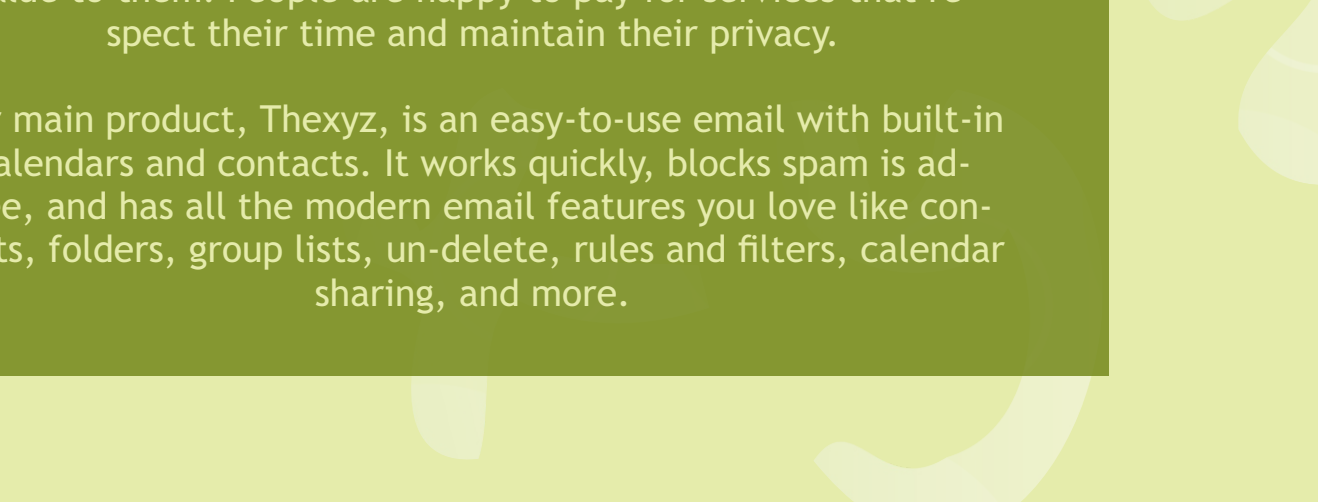 to them. People are happy to pay for services that re-
spect their time and maintain their privacy.
main product, Thexyz, is an easy-to-use email with built-in
and contacts. It works quickly, blocks spam is ad-
and has all the modern email features you love like con-
folders, group lists, un-delete, rules and filters, calendar
sharing, and more.